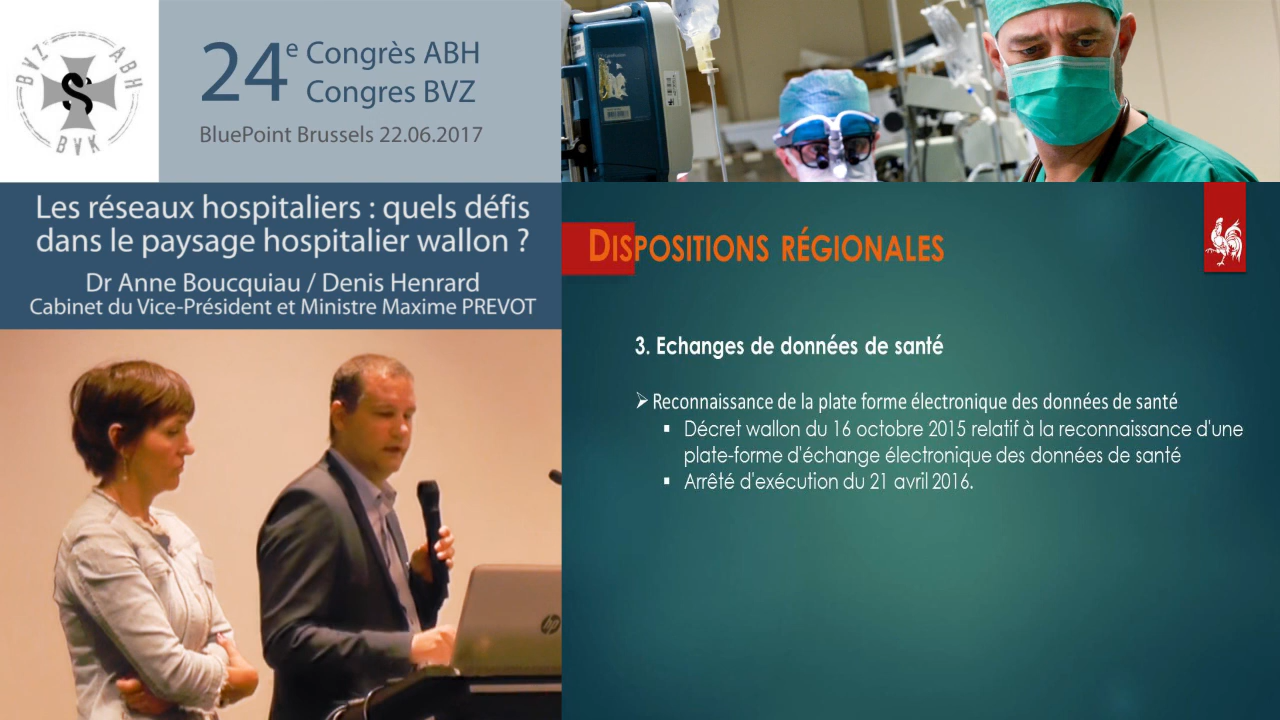 BVZ ABH
BVK
S
24e Congrès ABH
Congres BVZ
BluePoint Brussels 22.06.2017
Les réseaux hospitaliers : quels défis
dans le paysage hospitalier wallon ?
Dr Anne Boucquiau / Denis Henrard
Cabinet du Vice-Président et Ministre Maxime PREVOT
hp
DISPOSITIONS RÉGIONALES
3. Echanges de données de santé
Reconnaissance de la plate forme électronique des données de santé
Décret wallon du 16 octobre 2015 relatif à la reconnaissance d'une
plate-forme d'échange électronique des données de santé
Arrêté d'exécution du 21 avril 2016.